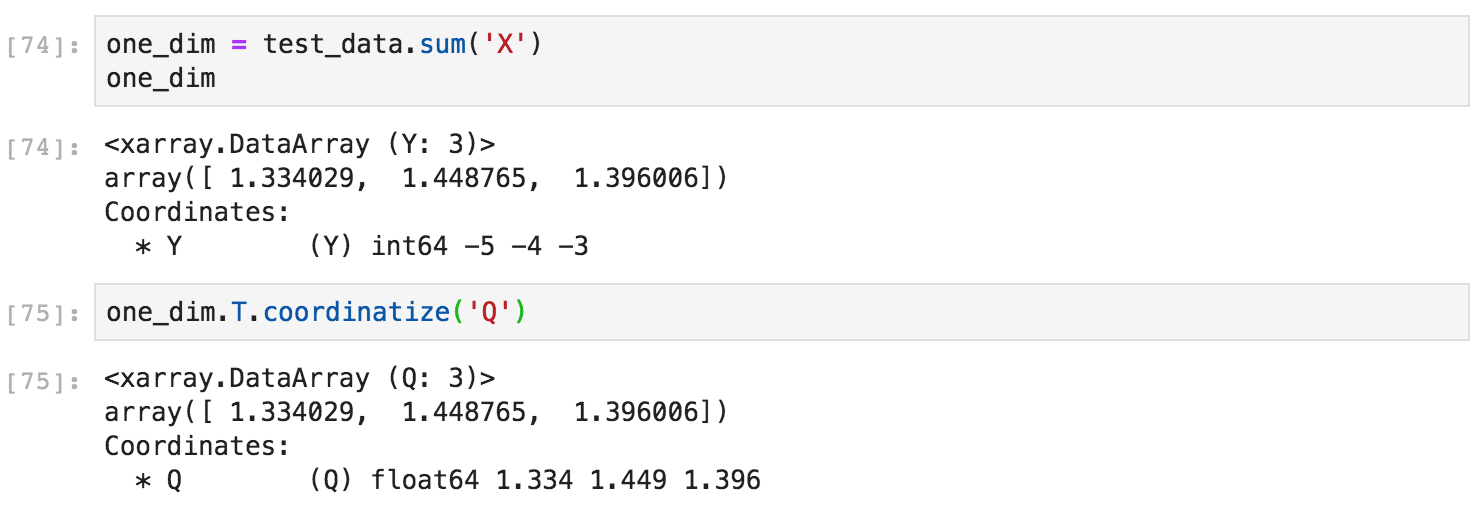 [74]: one_dim = test_data.sum('X')
one_dim
[74]: <xarray.DataArray (Y: 3)>
array([ 1.334029,  1.448765,  1.396006])
Coordinates:
  * Y        (Y) int64 -5 -4 -3
[75]: one_dim.T.coordinatize('Q')
[75]: <xarray.DataArray (Q: 3)>
array([ 1.334029,  1.448765,  1.396006])
Coordinates:
  * Q        (Q) float64 1.334 1.449 1.396